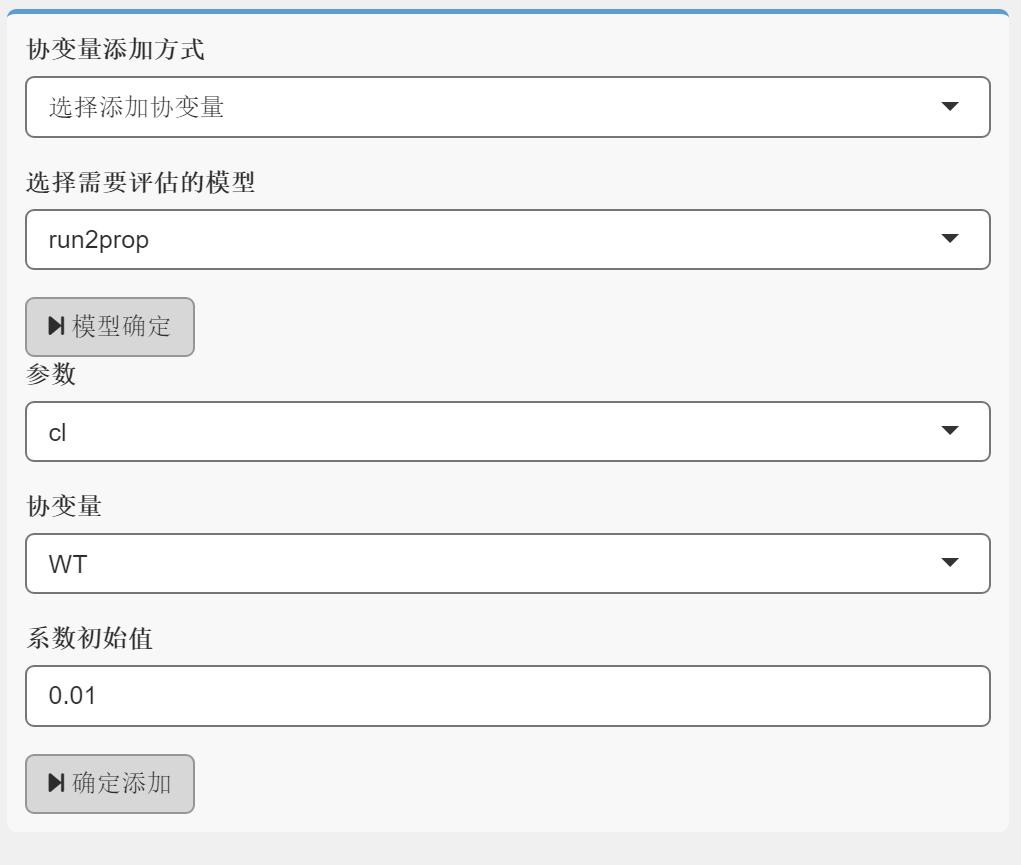 协变量添加方式
选择添加协变量
选择需要评估的模型
run2prop
模型确定
参数
cl
协变量
WT
系数初始值
0.01
确定添加